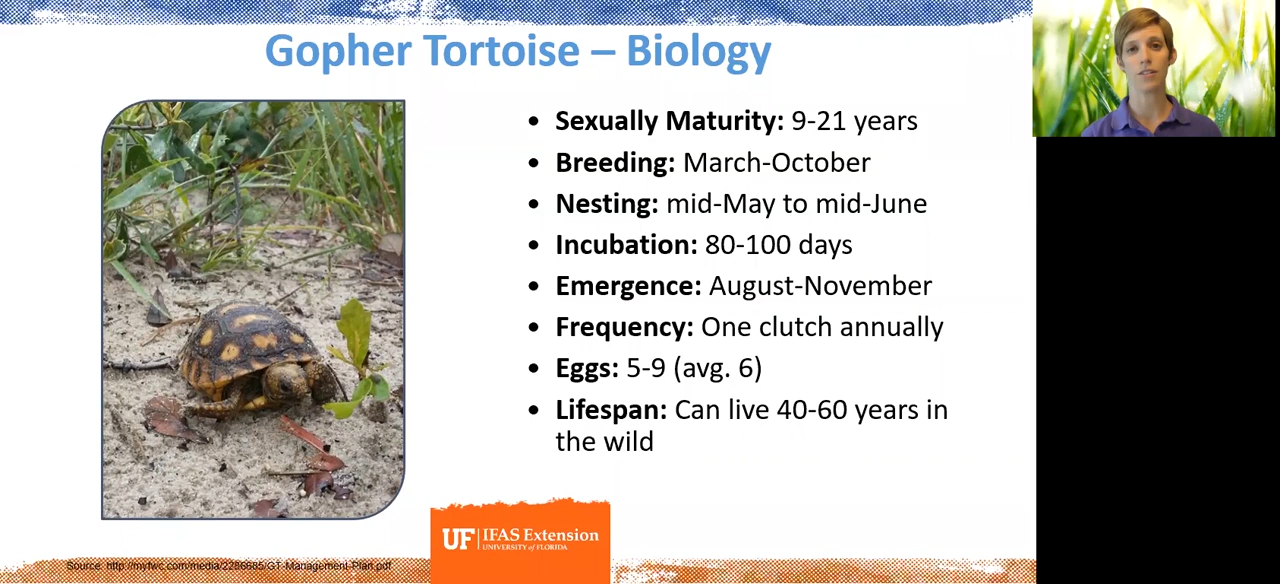 Gopher Tortoise – Biology
• Sexually Maturity: 9-21 years
• Breeding: March-October
• Nesting: mid-May to mid-June
• Incubation: 80-100 days
• Emergence: August-November
• Frequency: One clutch annually
• Eggs: 5-9 (avg. 6)
• Lifespan: Can live 40-60 years in
the wild
UF | IFAS Extension
UNIVERSITY of FLORIDA
Source: http://myfwc.com/media/2286685/GT-Management-Plan.pdf